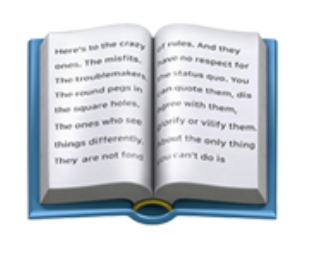 Here's to the crazy
ones. The misfits.
The troublemakers.
The round pegs in
the square holes.
The ones who see
things differently.
They are not fond
of rules. And they
have no respect for
the status quo. You
can quote them, dis
agree with them,
glorify or vilify them.
About the only thing
you can't do is